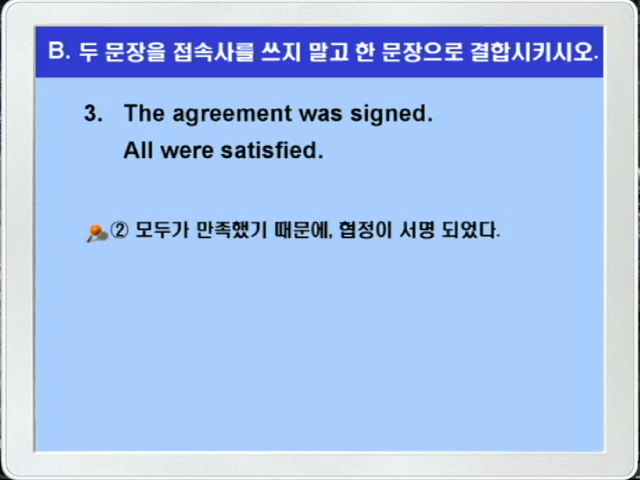 B. 두 문장을 접속사를 쓰지 말고 한 문장으로 결합시키시오.
3. The agreement was signed.
All were satisfied.
② 모두가 만족했기 때문에, 협정이 서명 되었다.